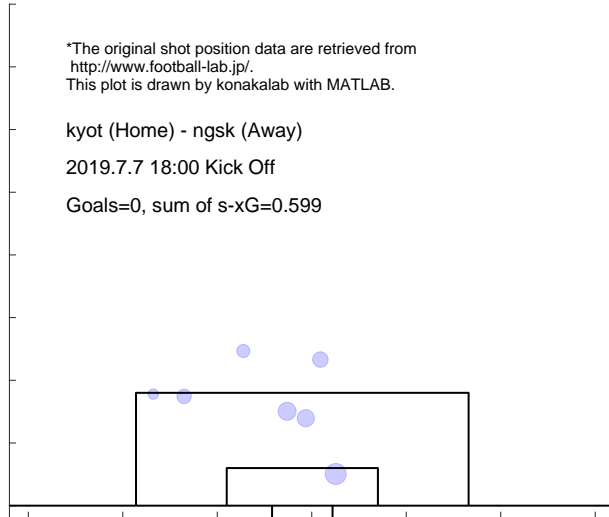 *The original shot position data are retrieved from
http://www.football-lab.jp/.
This plot is drawn by konakalab with MATLAB.
kyot (Home) - ngsk (Away)
2019.7.7 18:00 Kick Off
Goals=0, sum of s-xG=0.599